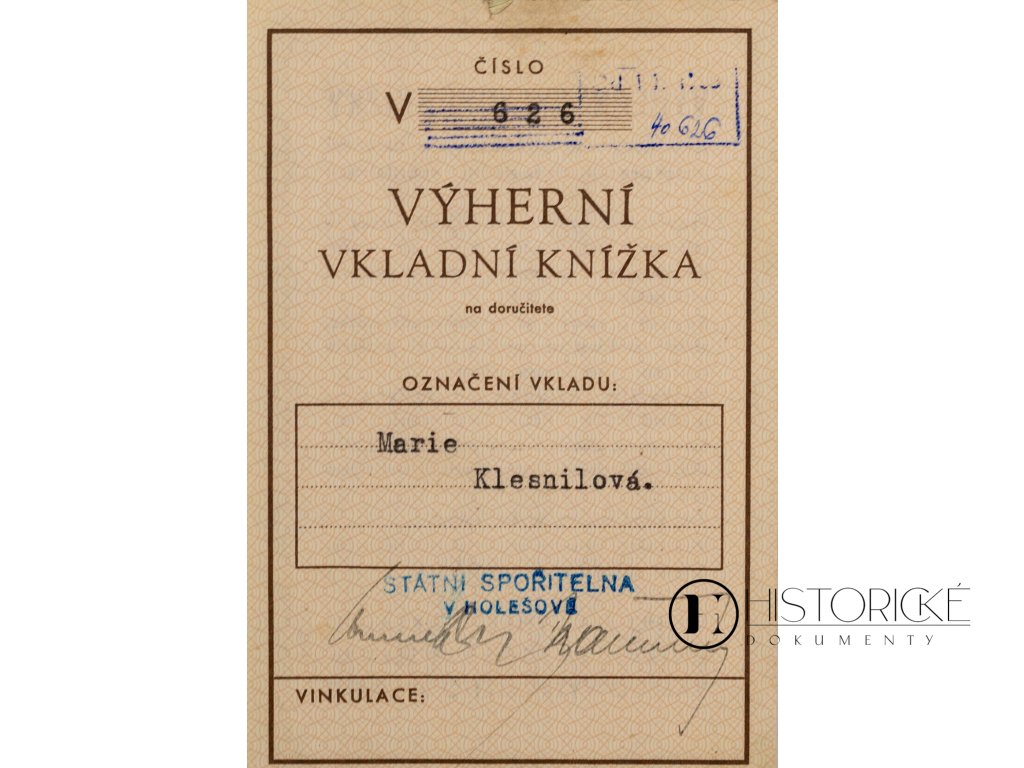 ČÍSLO
V 626
40 626
VÝHERNÍ
VKLADNÍ KNÍŽKA
na doručitele
OZNAČENÍ VKLADU:
Marie
Klesnilová.
STÁTNÍ SPOŘITELNA
V HOLEŠOVĚ
HISTORICKÉ
DOKUMENTY
VINKULACE: